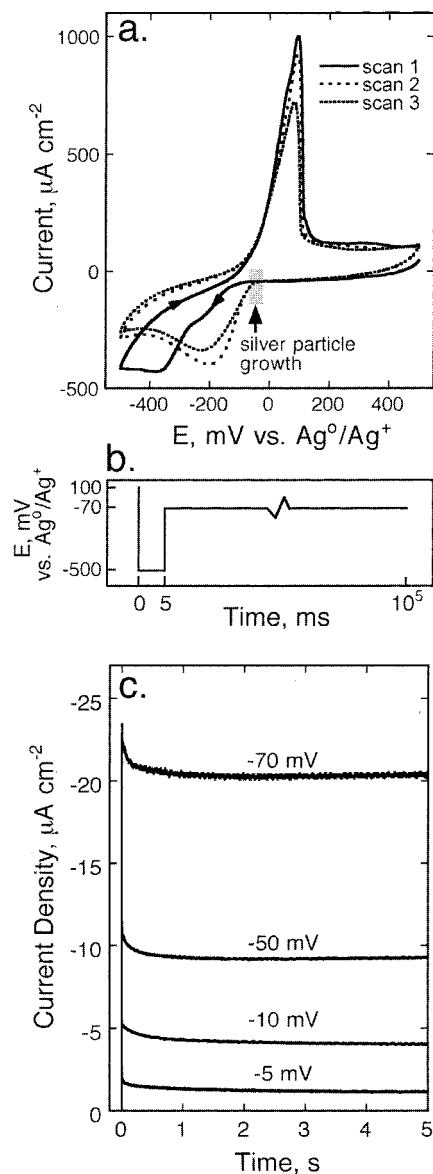 a.
1000
500
0
-500
Current, µA cm⁻²
scan 1
scan 2
scan 3
silver particle
growth
-400 -200 0 200 400
E, mV vs. Ag⁰/Ag⁺
b.
100
-70
-500
E, mV
vs. Ag⁰/Ag⁺
0 5 10⁵
Time, ms
c.
-25
-20
-15
-10
-5
0
Current Density, µA cm⁻²
-70 mV
-50 mV
-10 mV
-5 mV
0 1 2 3 4 5
Time, s